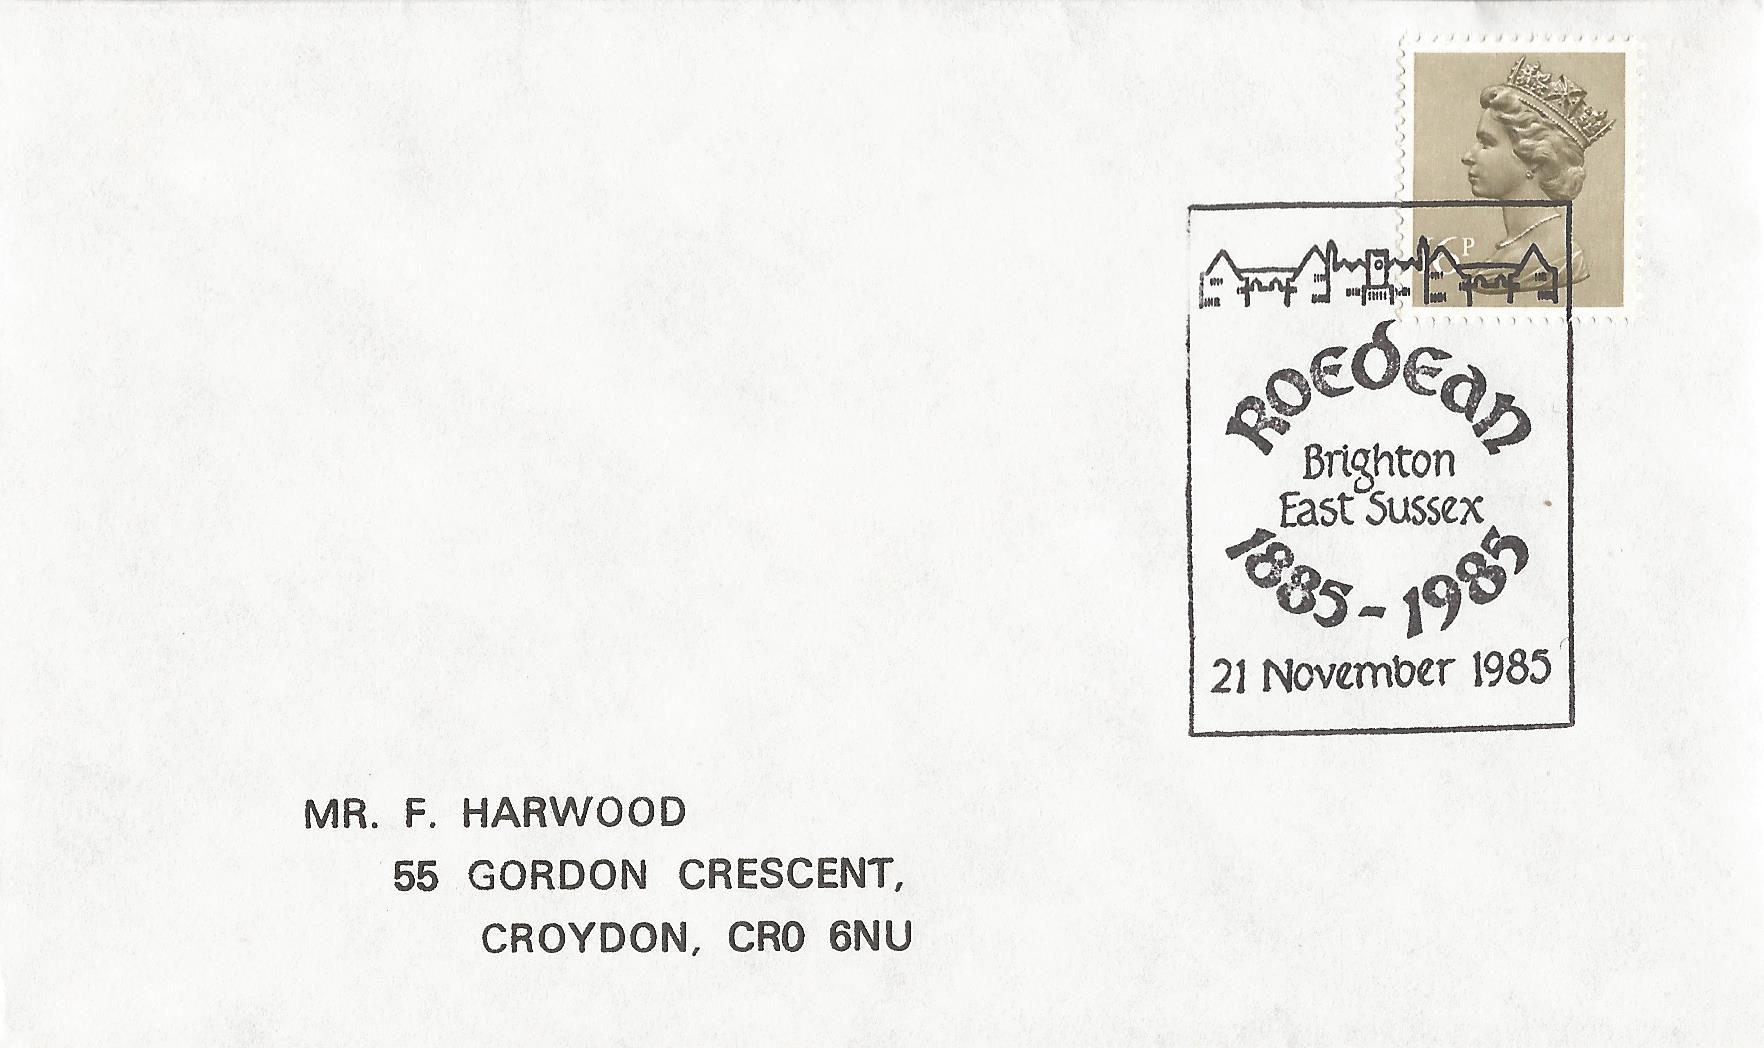 P
ROEDEAN
Brighton
East Sussex
1885-1985
21 November 1985
MR. F. HARWOOD
55 GORDON CRESCENT,
CROYDON, CR0 6NU